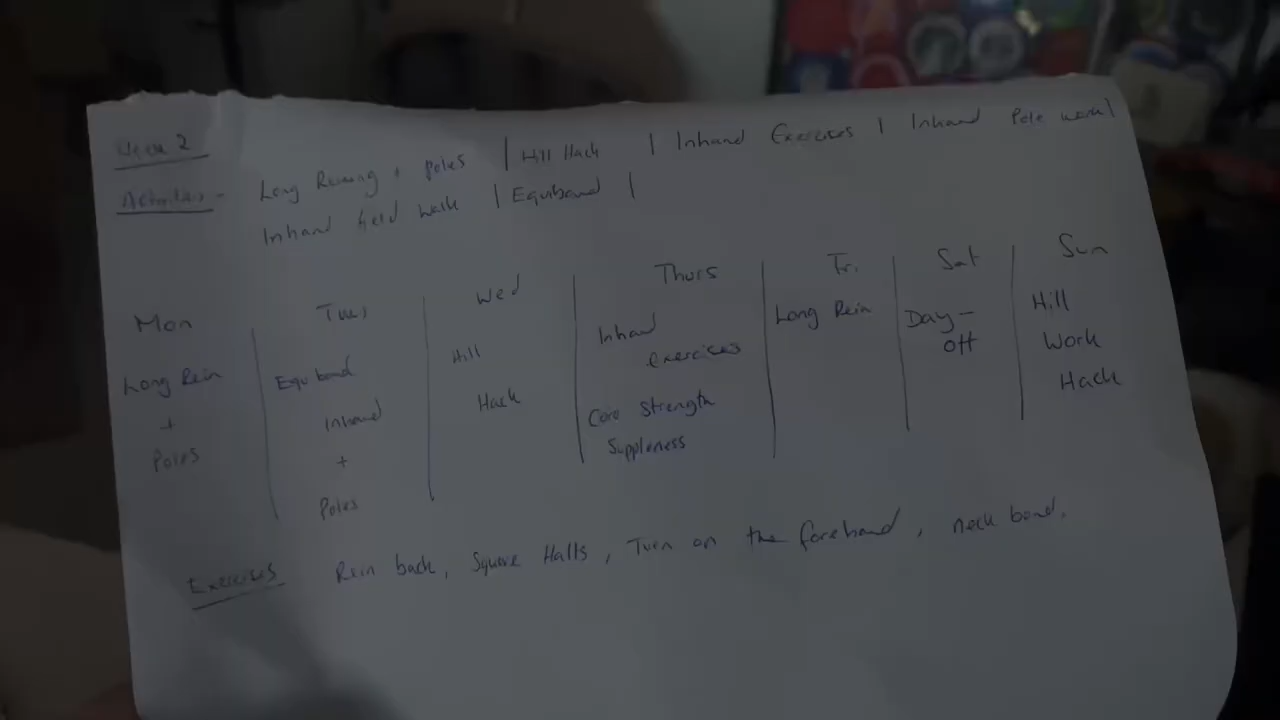 Week 2
Activities - Long Reining + Poles | Hill Hack | Inhand Exercises | Inhand Pole work |
Inhand field walk | Equiband |
Mon Tues Wed Thurs Fri. Sat Sun
Long Rein + Poles
Equiband Inhand + Poles
Hill Hack
Inhand exercises Core Strength Suppleness
Long Rein
Day - Off
Hill Work Hack
Exercises Rein back, Square Halts, Turn on the forehand, neck bend.